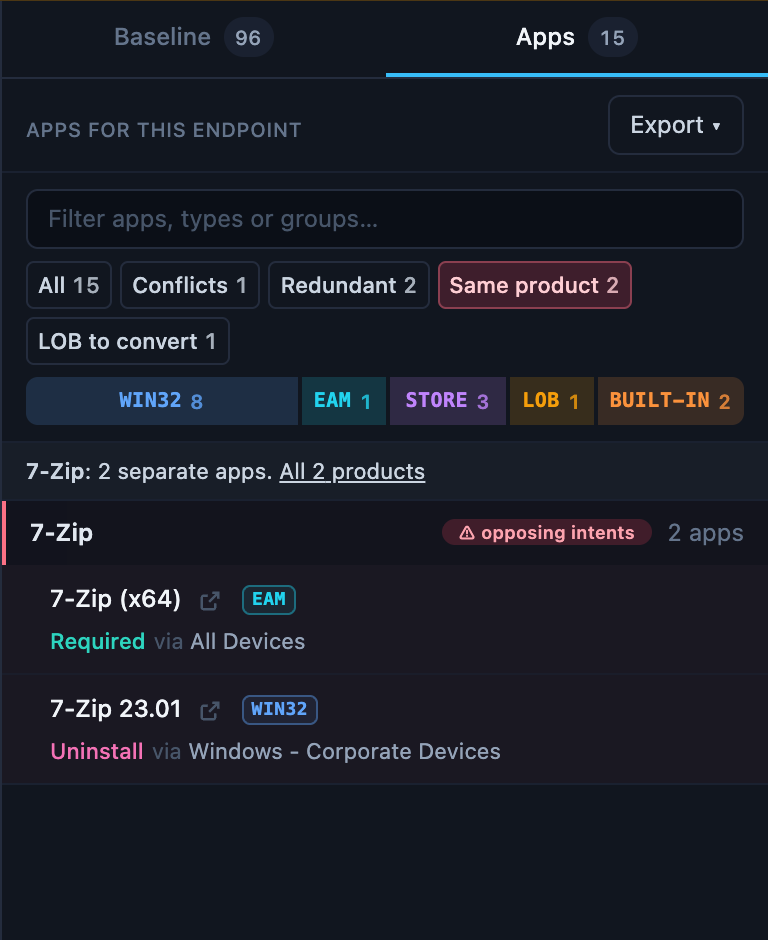 Baseline 96 Apps 15
APPS FOR THIS ENDPOINT Export ▾
Filter apps, types or groups...
All 15 Conflicts 1 Redundant 2 Same product 2
LOB to convert 1
WIN32 8 EAM 1 STORE 3 LOB 1 BUILT-IN 2
7-Zip: 2 separate apps. All 2 products
7-Zip ⚠ opposing intents 2 apps
7-Zip (x64) EAM
Required via All Devices
7-Zip 23.01 WIN32
Uninstall via Windows - Corporate Devices